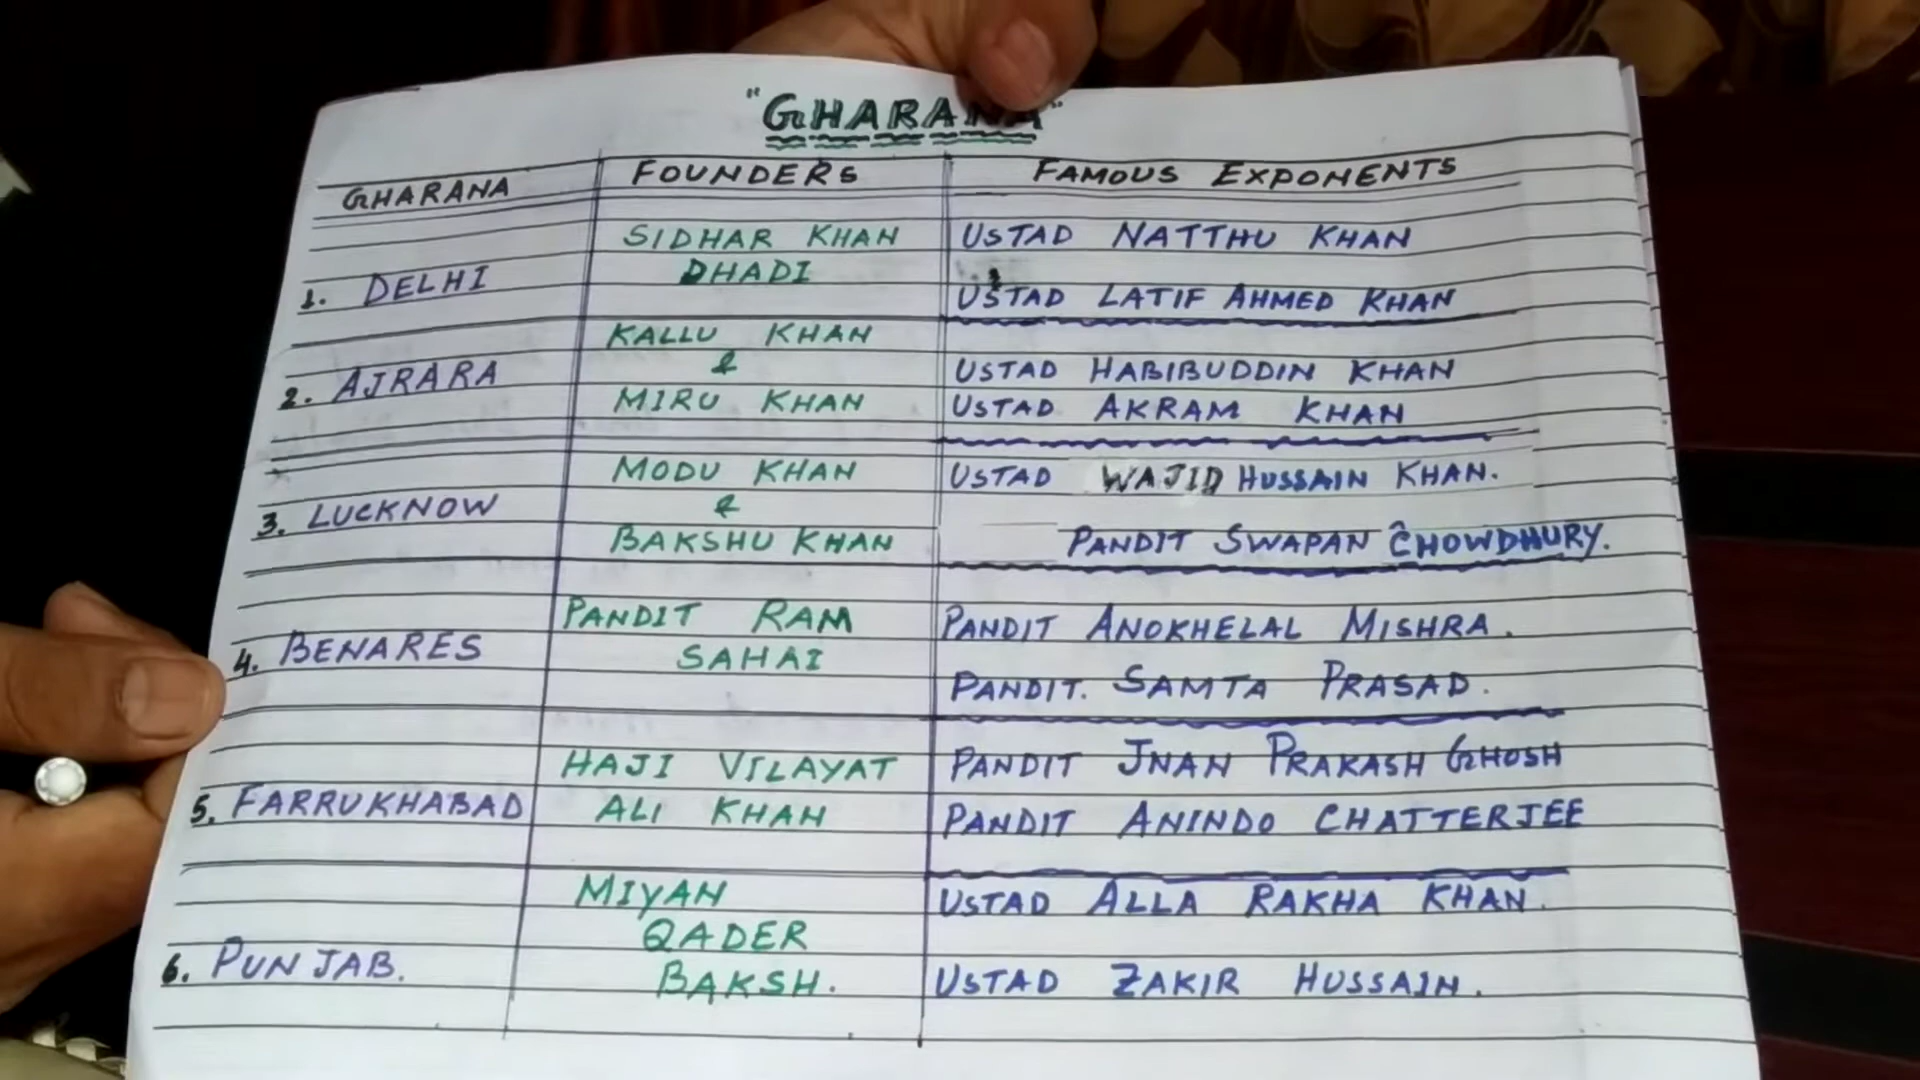 "GHARANA"
GHARANA FOUNDERS FAMOUS EXPONENTS
SIDHAR KHAN USTAD NATTHU KHAN
1. DELHI DHADI USTAD LATIF AHMED KHAN
KALLU KHAN
2. AJRARA & USTAD HABIBUDDIN KHAN
MIRU KHAN USTAD AKRAM KHAN
MODU KHAN USTAD WAJID HUSSAIN KHAN.
3. LUCKNOW &
BAKSHU KHAN PANDIT SWAPAN CHOWDHURY.
PANDIT RAM PANDIT ANOKHELAL MISHRA.
4. BENARES SAHAI PANDIT. SAMTA PRASAD.
HAJI VILAYAT PANDIT JNAN PRAKASH GHOSH
5. FARRUKHABAD ALI KHAN PANDIT ANINDO CHATTERJEE
MIYAN USTAD ALLA RAKHA KHAN.
QADER
6. PUNJAB. BAKSH. USTAD ZAKIR HUSSAIN.